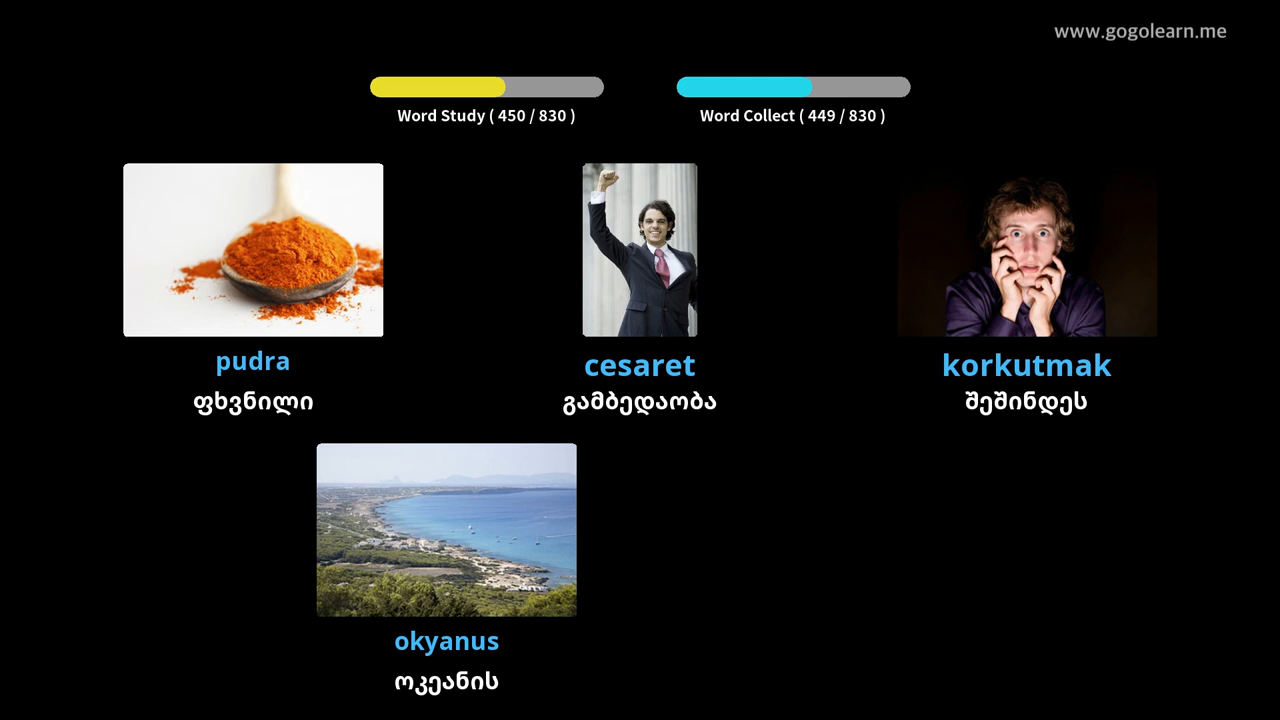 www.gogolearn.me
Word Study ( 450 / 830 )
Word Collect ( 449 / 830 )
pudra
ფხვნილი
cesaret
გამბედაობა
korkutmak
შეშინდეს
okyanus
ოკეანის